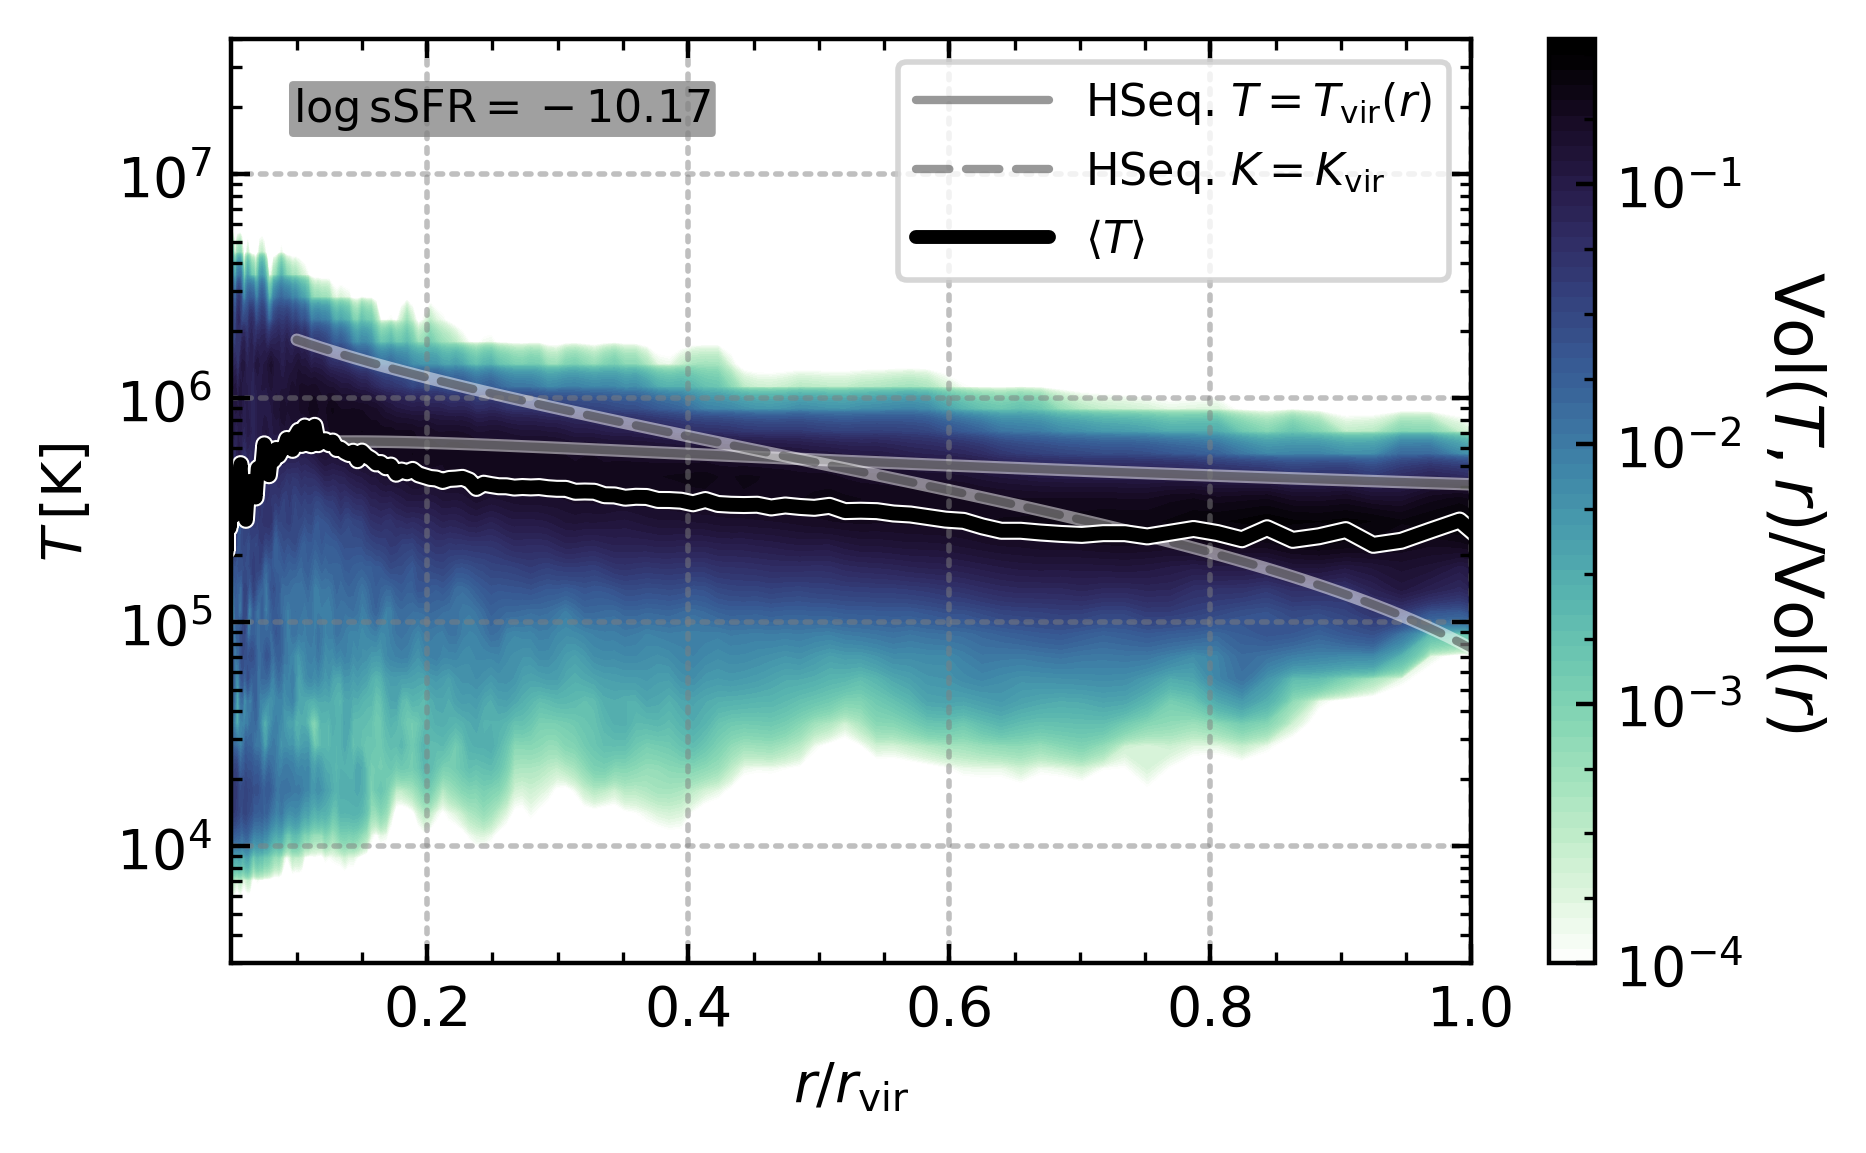 log sSFR = − 10.17
HSeq. T = T_vir(r)
HSeq. K = K_vir
⟨T⟩
10^7
10^6
10^5
10^4
T [K]
0.2 0.4 0.6 0.8 1.0
r/r_vir
10^−1
10^−2
10^−3
10^−4
Vol(T, r)/Vol(r)